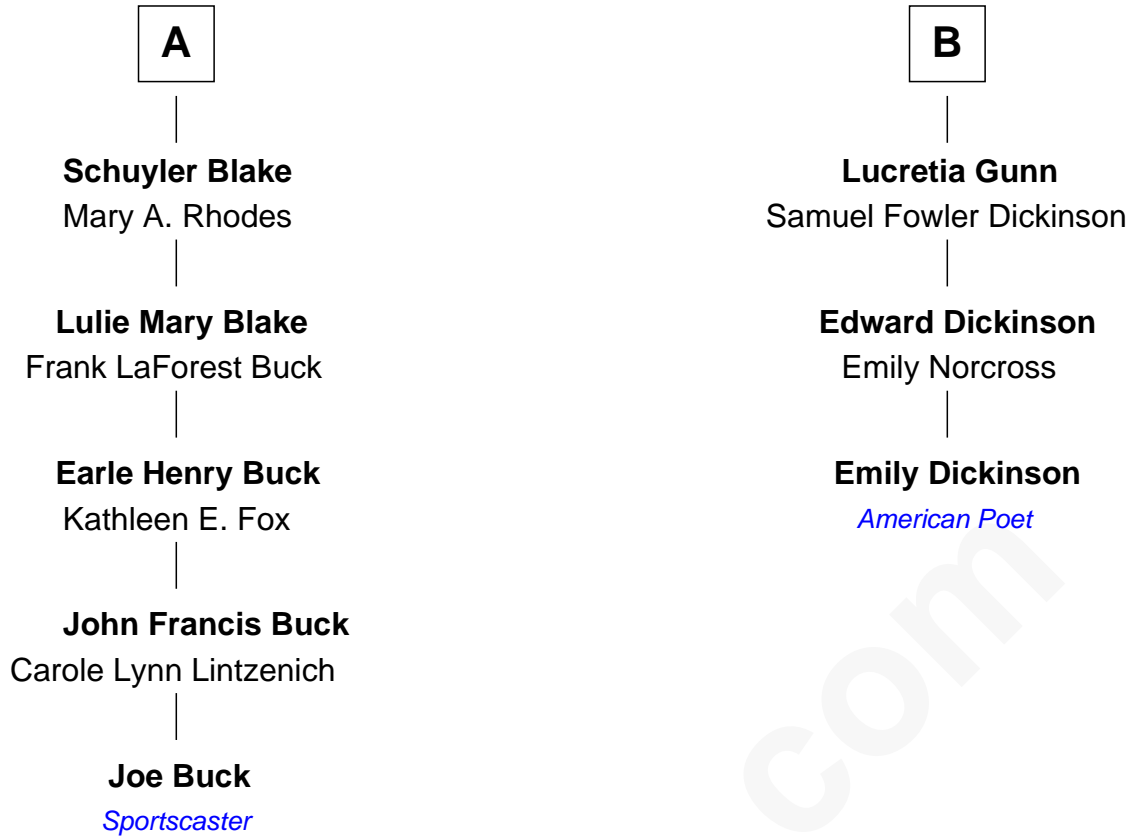 A
Schuyler Blake
Mary A. Rhodes
Lulie Mary Blake
Frank LaForest Buck
Earle Henry Buck
Kathleen E. Fox
John Francis Buck
Carole Lynn Lintzenich
Joe Buck
Sportscaster
B
Lucretia Gunn
Samuel Fowler Dickinson
Edward Dickinson
Emily Norcross
Emily Dickinson
American Poet
com